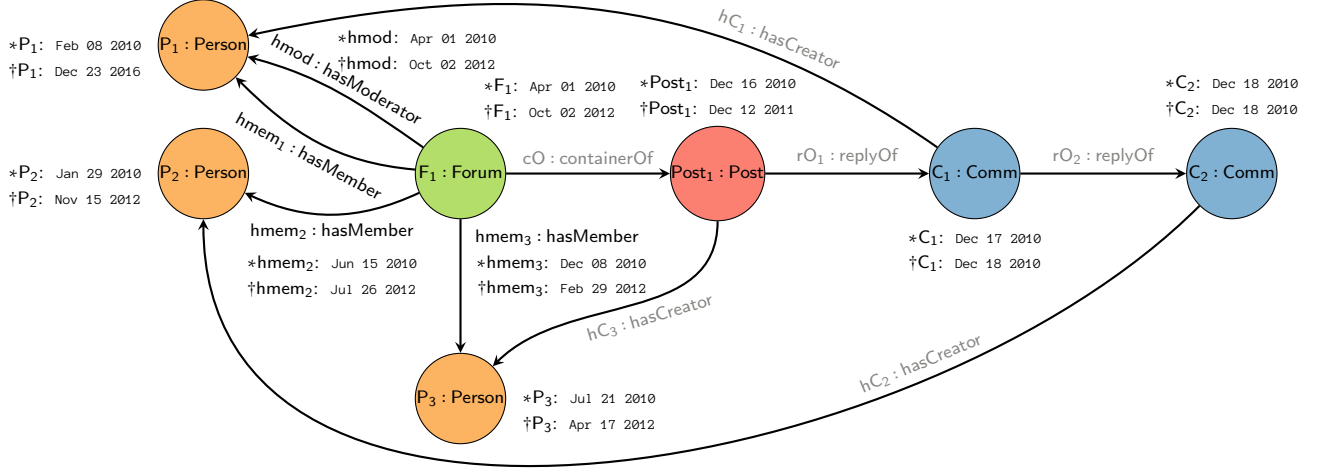 *P₁: Feb 08 2010
†P₁: Dec 23 2016
P₁ : Person
*hmod: Apr 01 2010
†hmod: Oct 02 2012
hmod : hasModerator
hC₁ : hasCreator
*F₁: Apr 01 2010
†F₁: Oct 02 2012
*Post₁: Dec 16 2010
†Post₁: Dec 12 2011
*C₂: Dec 18 2010
†C₂: Dec 18 2010
hmem₁ : hasMember
*P₂: Jan 29 2010
†P₂: Nov 15 2012
P₂ : Person
F₁ : Forum
cO : containerOf
Post₁ : Post
rO₁ : replyOf
C₁ : Comm
rO₂ : replyOf
C₂ : Comm
hmem₂ : hasMember
*hmem₂: Jun 15 2010
†hmem₂: Jul 26 2012
hmem₃ : hasMember
*hmem₃: Dec 08 2010
†hmem₃: Feb 29 2012
*C₁: Dec 17 2010
†C₁: Dec 18 2010
hC₃ : hasCreator
hC₂ : hasCreator
P₃ : Person
*P₃: Jul 21 2010
†P₃: Apr 17 2012